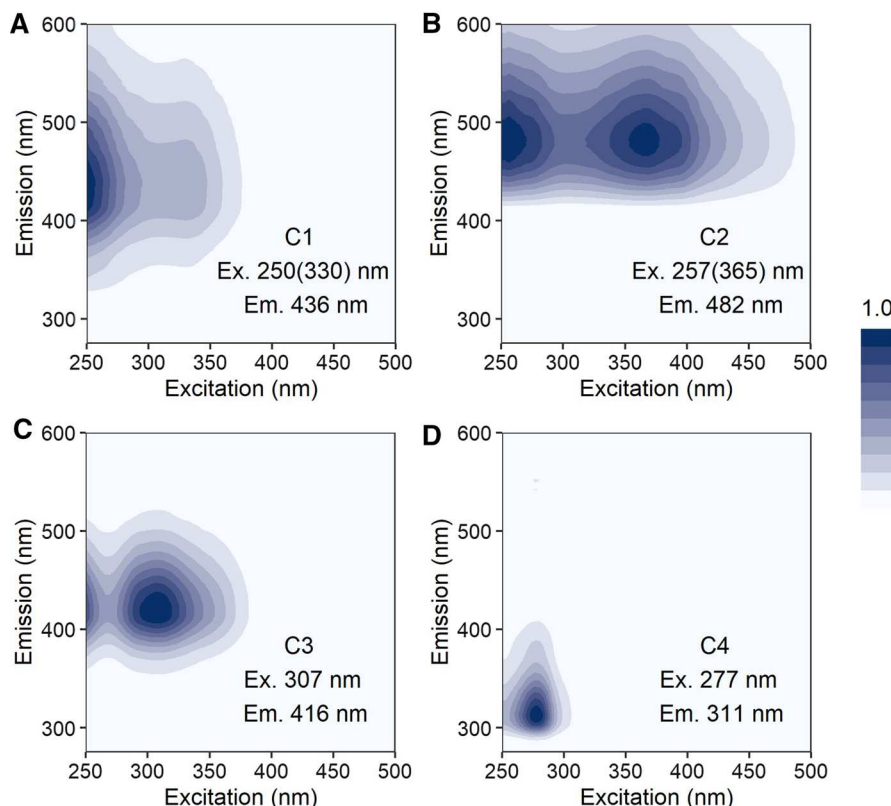 A
600
500
400
300
250
300
350
400
450
500
Emission (nm)
Excitation (nm)
C1
Ex. 250(330) nm
Em. 436 nm
B
600
500
400
300
250
300
350
400
450
500
Emission (nm)
Excitation (nm)
C2
Ex. 257(365) nm
Em. 482 nm
1.0
C
600
500
400
300
250
300
350
400
450
500
Emission (nm)
Excitation (nm)
C3
Ex. 307 nm
Em. 416 nm
D
600
500
400
300
250
300
350
400
450
500
Emission (nm)
Excitation (nm)
C4
Ex. 277 nm
Em. 311 nm